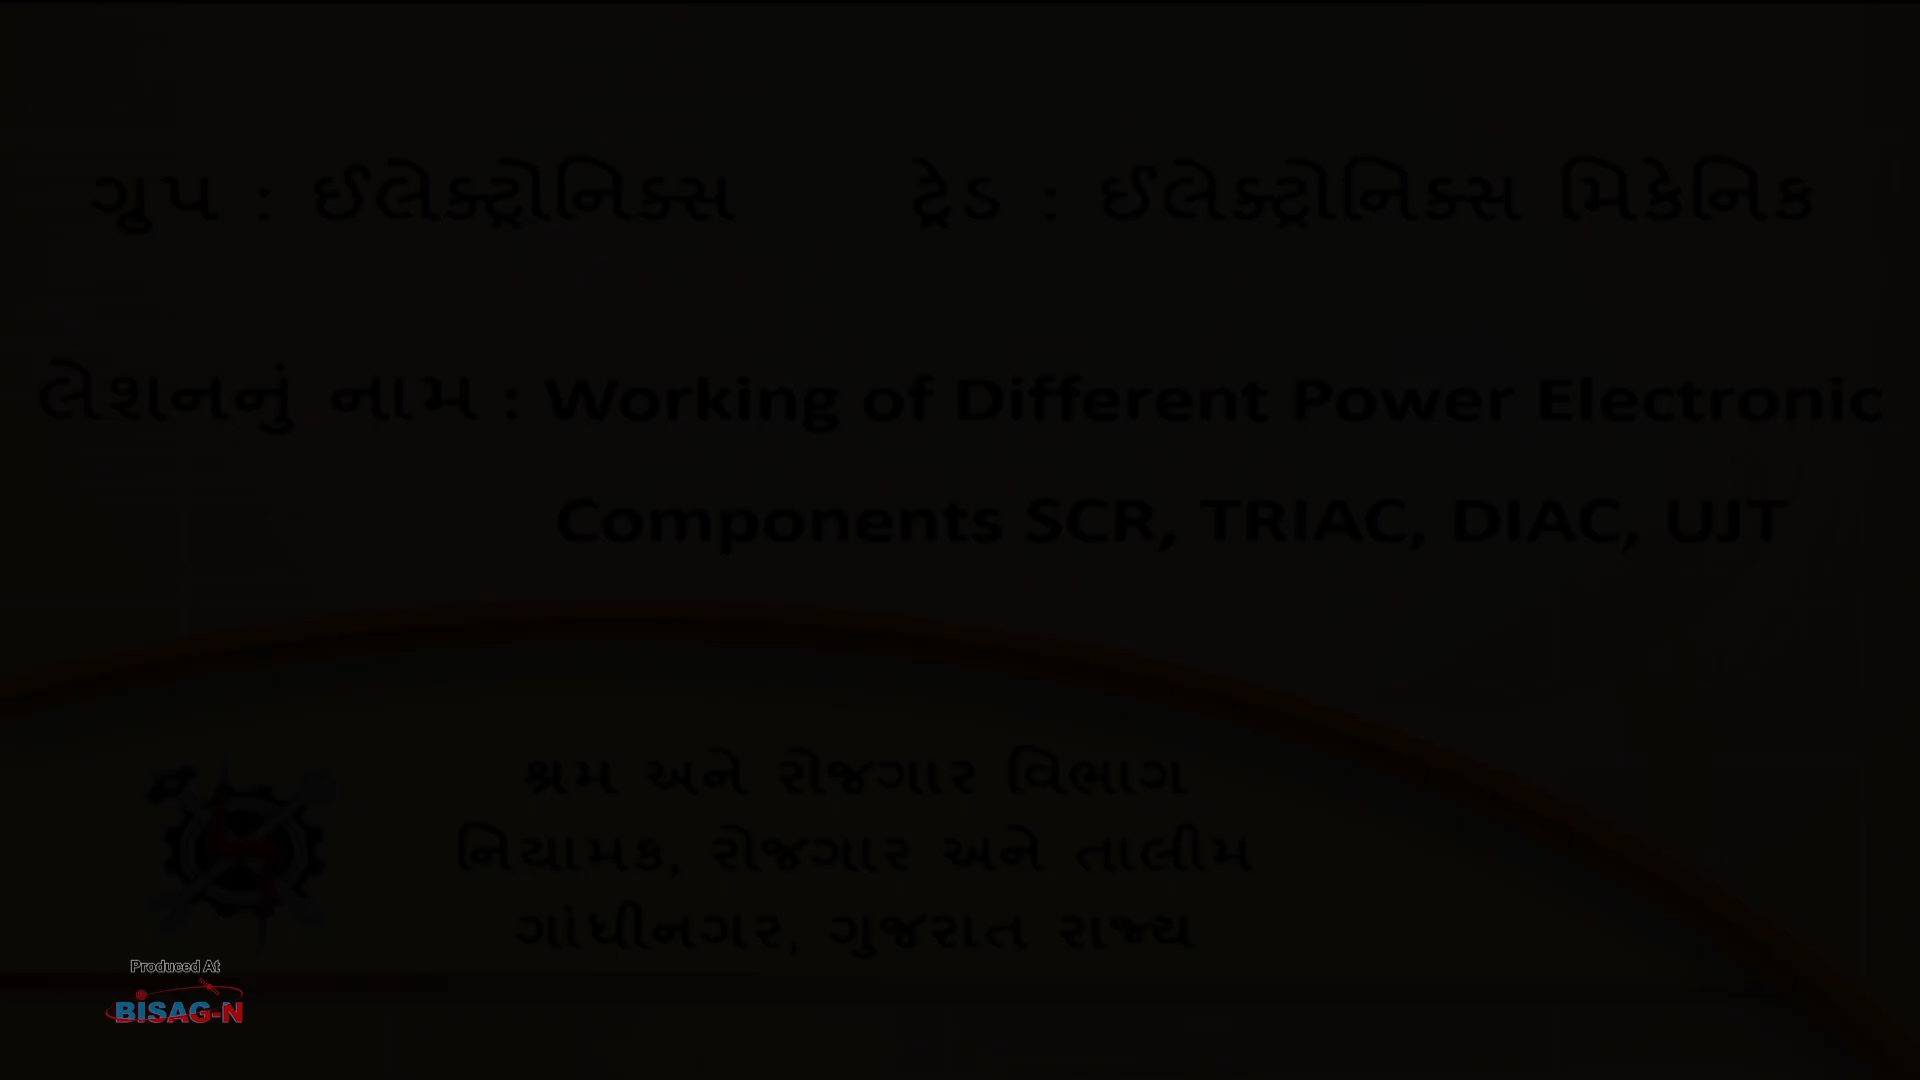 ગ્રુપ : ઈલેક્ટ્રોનિક્સ ટ્રેડ : ઈલેક્ટ્રોનિક્સ મિકેનિક
લેશનનું નામ : Working of Different Power Electronic
Components SCR, TRIAC, DIAC, UJT
શ્રમ અને રોજગાર વિભાગ
નિયામક, રોજગાર અને તાલીમ
ગાંધીનગર, ગુજરાત રાજ્ય
Produced At
BISAG-N